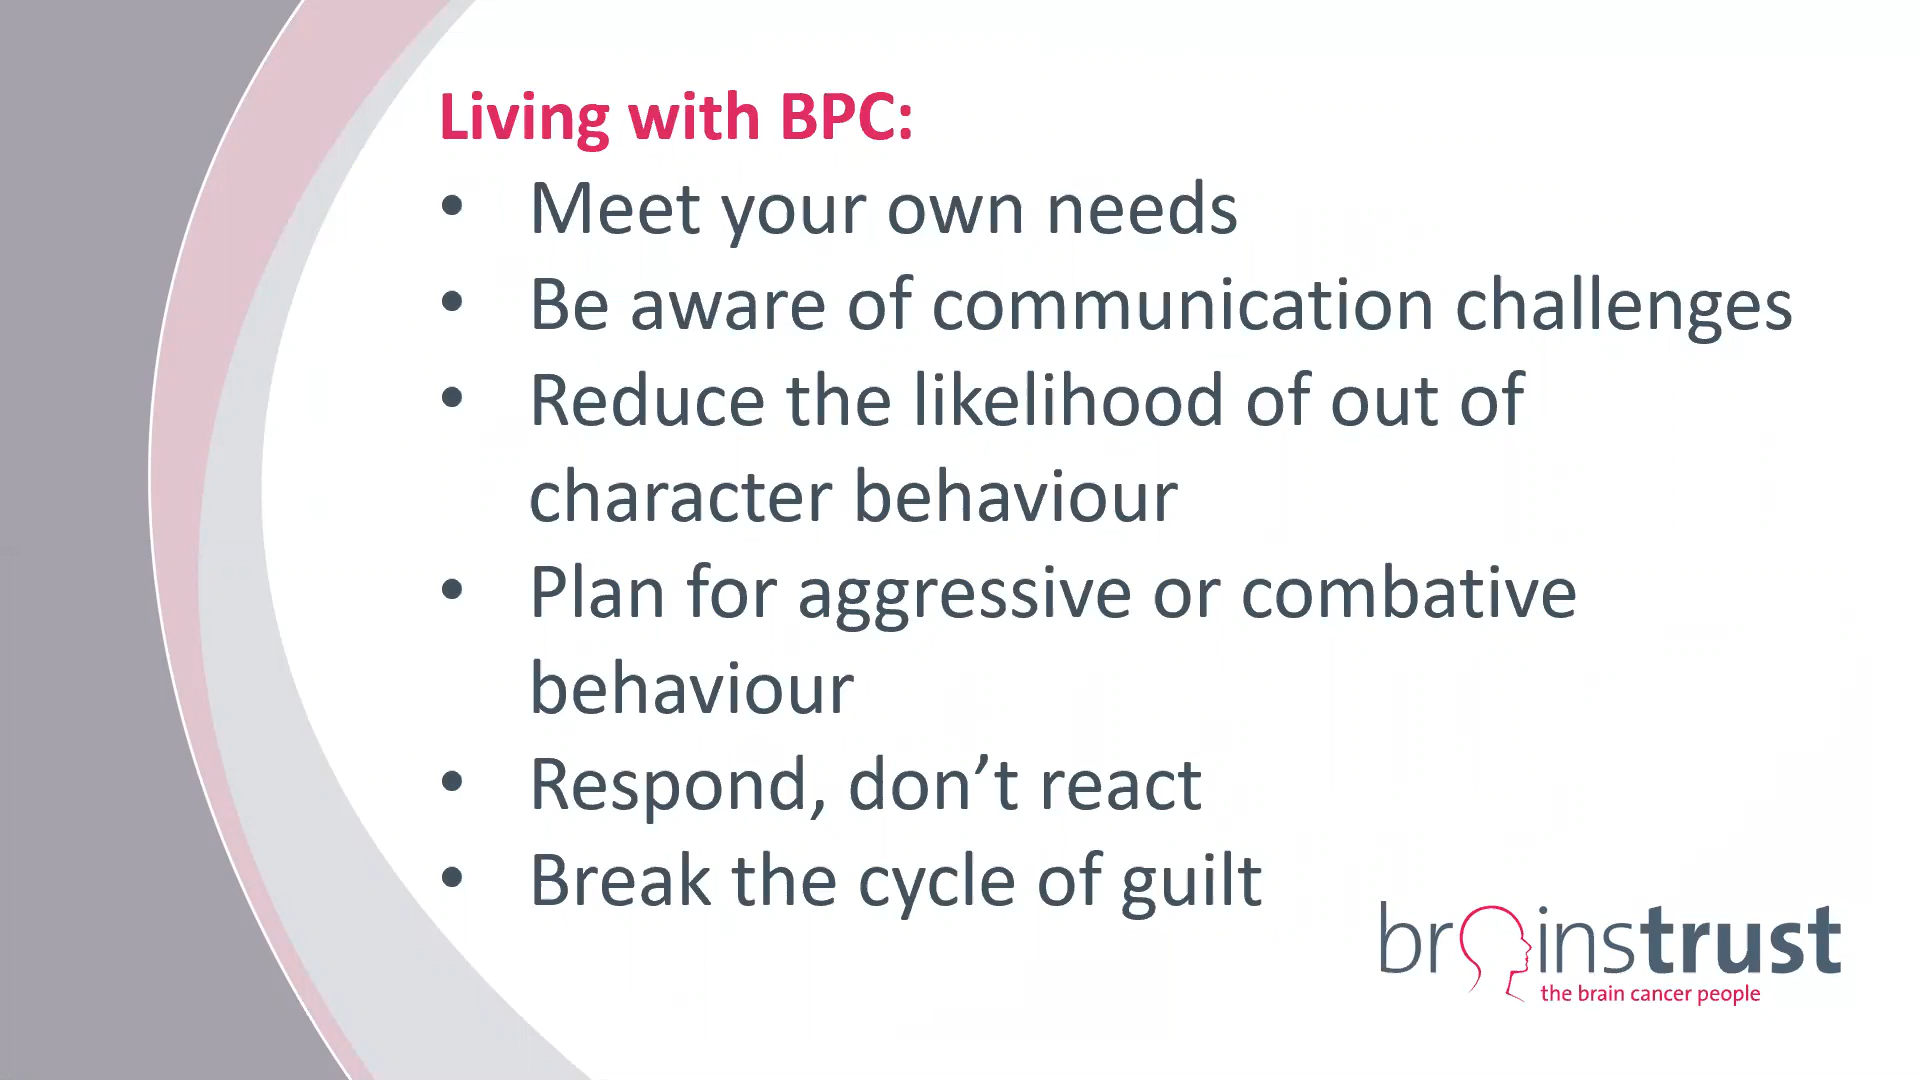 Living with BPC:
• Meet your own needs
• Be aware of communication challenges
• Reduce the likelihood of out of
character behaviour
• Plan for aggressive or combative
behaviour
• Respond, don’t react
• Break the cycle of guilt
brainstrust
the brain cancer people